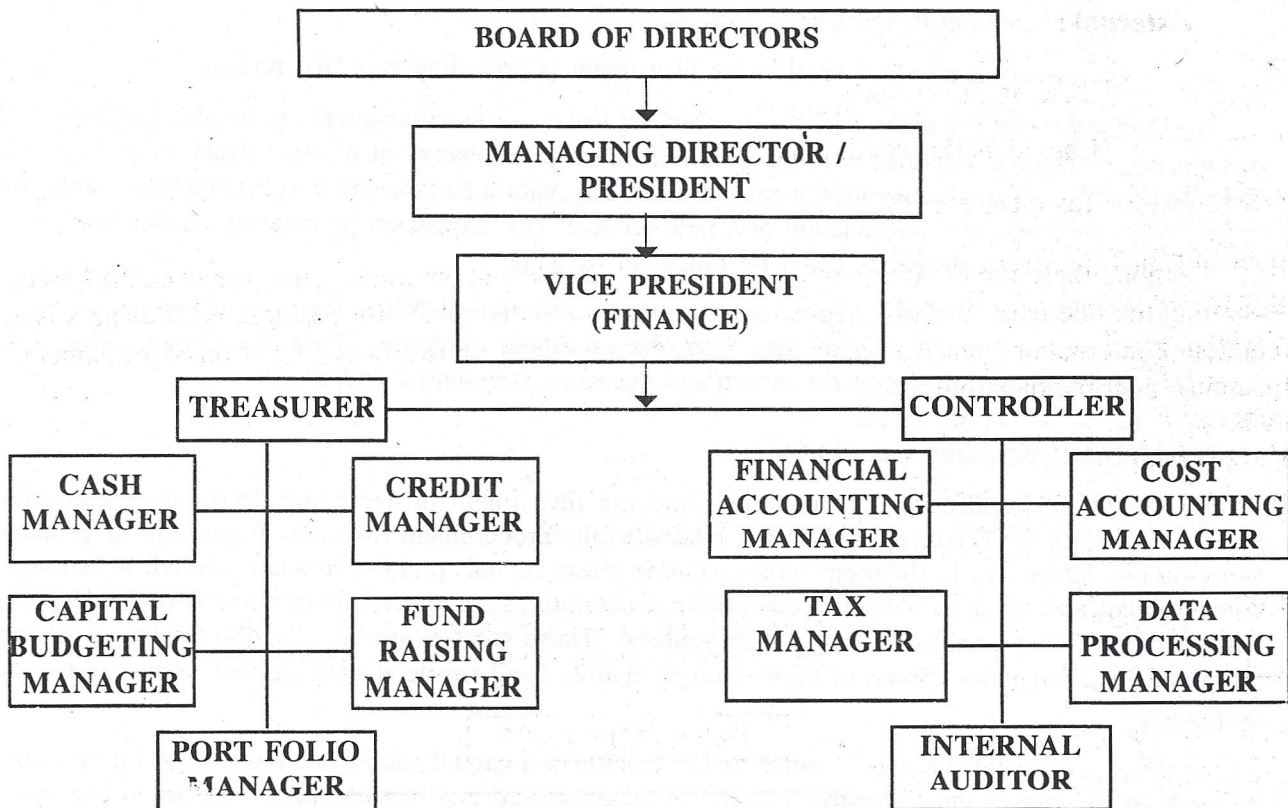 BOARD OF DIRECTORS
MANAGING DIRECTOR /
PRESIDENT
VICE PRESIDENT
(FINANCE)
TREASURER
CONTROLLER
CASH
MANAGER
CREDIT
MANAGER
FINANCIAL
ACCOUNTING
MANAGER
COST
ACCOUNTING
MANAGER
CAPITAL
BUDGETING
MANAGER
FUND
RAISING
MANAGER
TAX
MANAGER
DATA
PROCESSING
MANAGER
PORT FOLIO
MANAGER
INTERNAL
AUDITOR